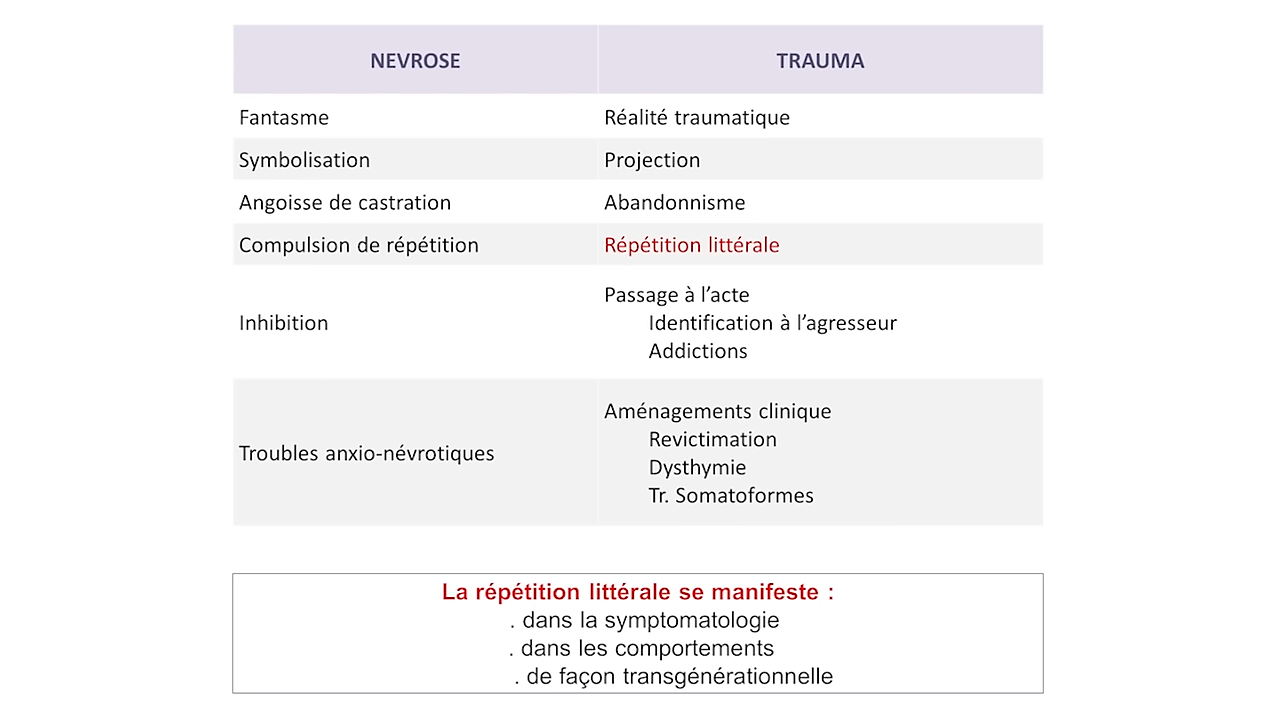 NEVROSE TRAUMA
Fantasme Réalité traumatique
Symbolisation Projection
Angoisse de castration Abandonnisme
Compulsion de répétition Répétition littérale
Inhibition
Passage à l’acte
Identification à l’agresseur
Addictions
Troubles anxio-névrotiques
Aménagements clinique
Revictimation
Dysthymie
Tr. Somatoformes
La répétition littérale se manifeste :
. dans la symptomatologie
. dans les comportements
. de façon transgénérationnelle